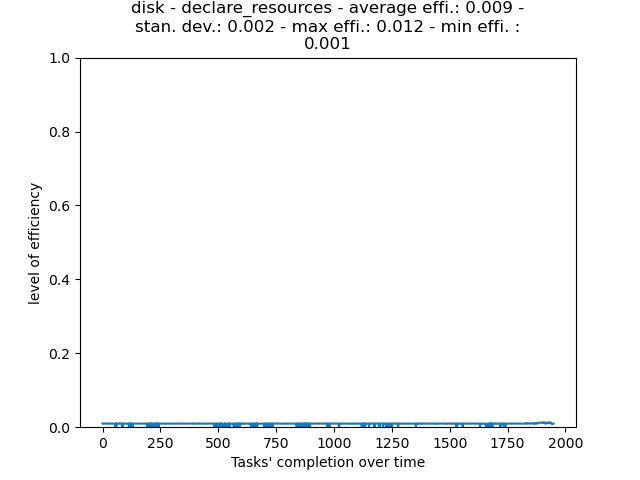 disk - declare_resources - average effi.: 0.009 -
stan. dev.: 0.002 - max effi.: 0.012 - min effi. :
0.001
1.0
0.8
0.6
0.4
0.2
0.0
level of efficiency
0 250 500 750 1000 1250 1500 1750 2000
Tasks' completion over time